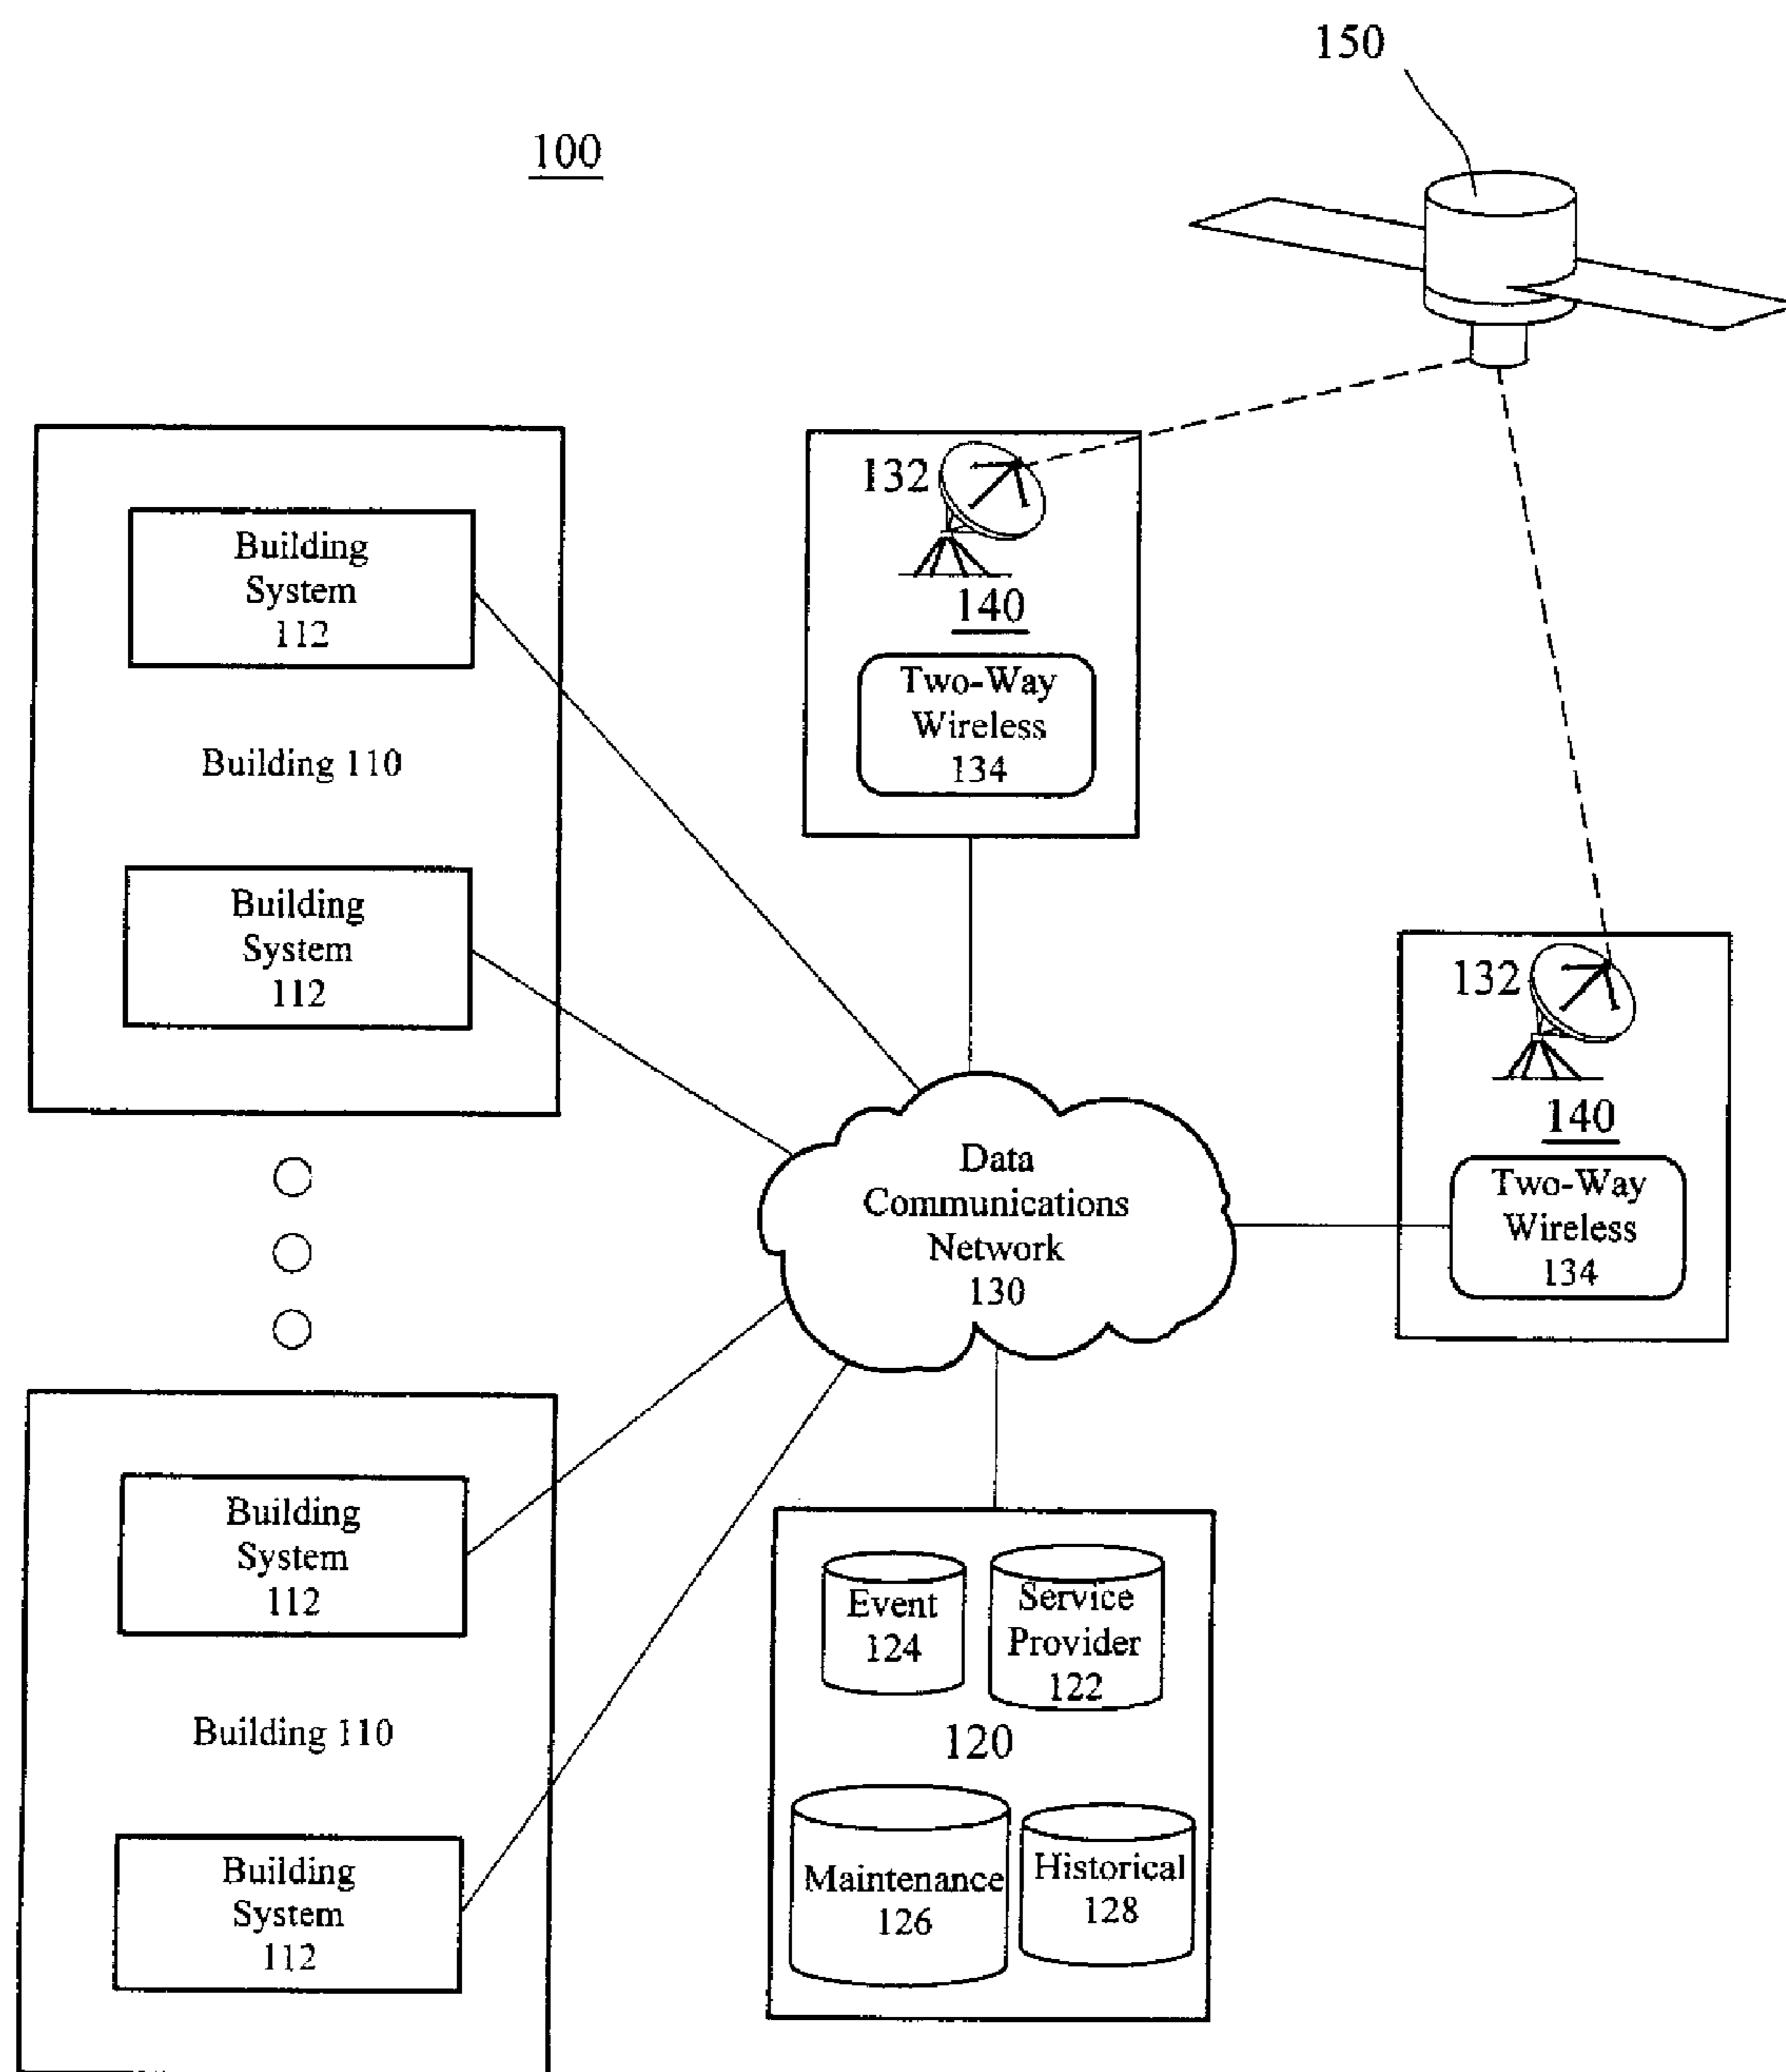 150
100
Building
System
112
Building 110
Building
System
112
132
140
Two-Way
Wireless
134
132
140
Two-Way
Wireless
134
Data
Communications
Network
130
Building
System
112
Building 110
Building
System
112
Event
124
Service
Provider
122
120
Maintenance
126
Historical
128